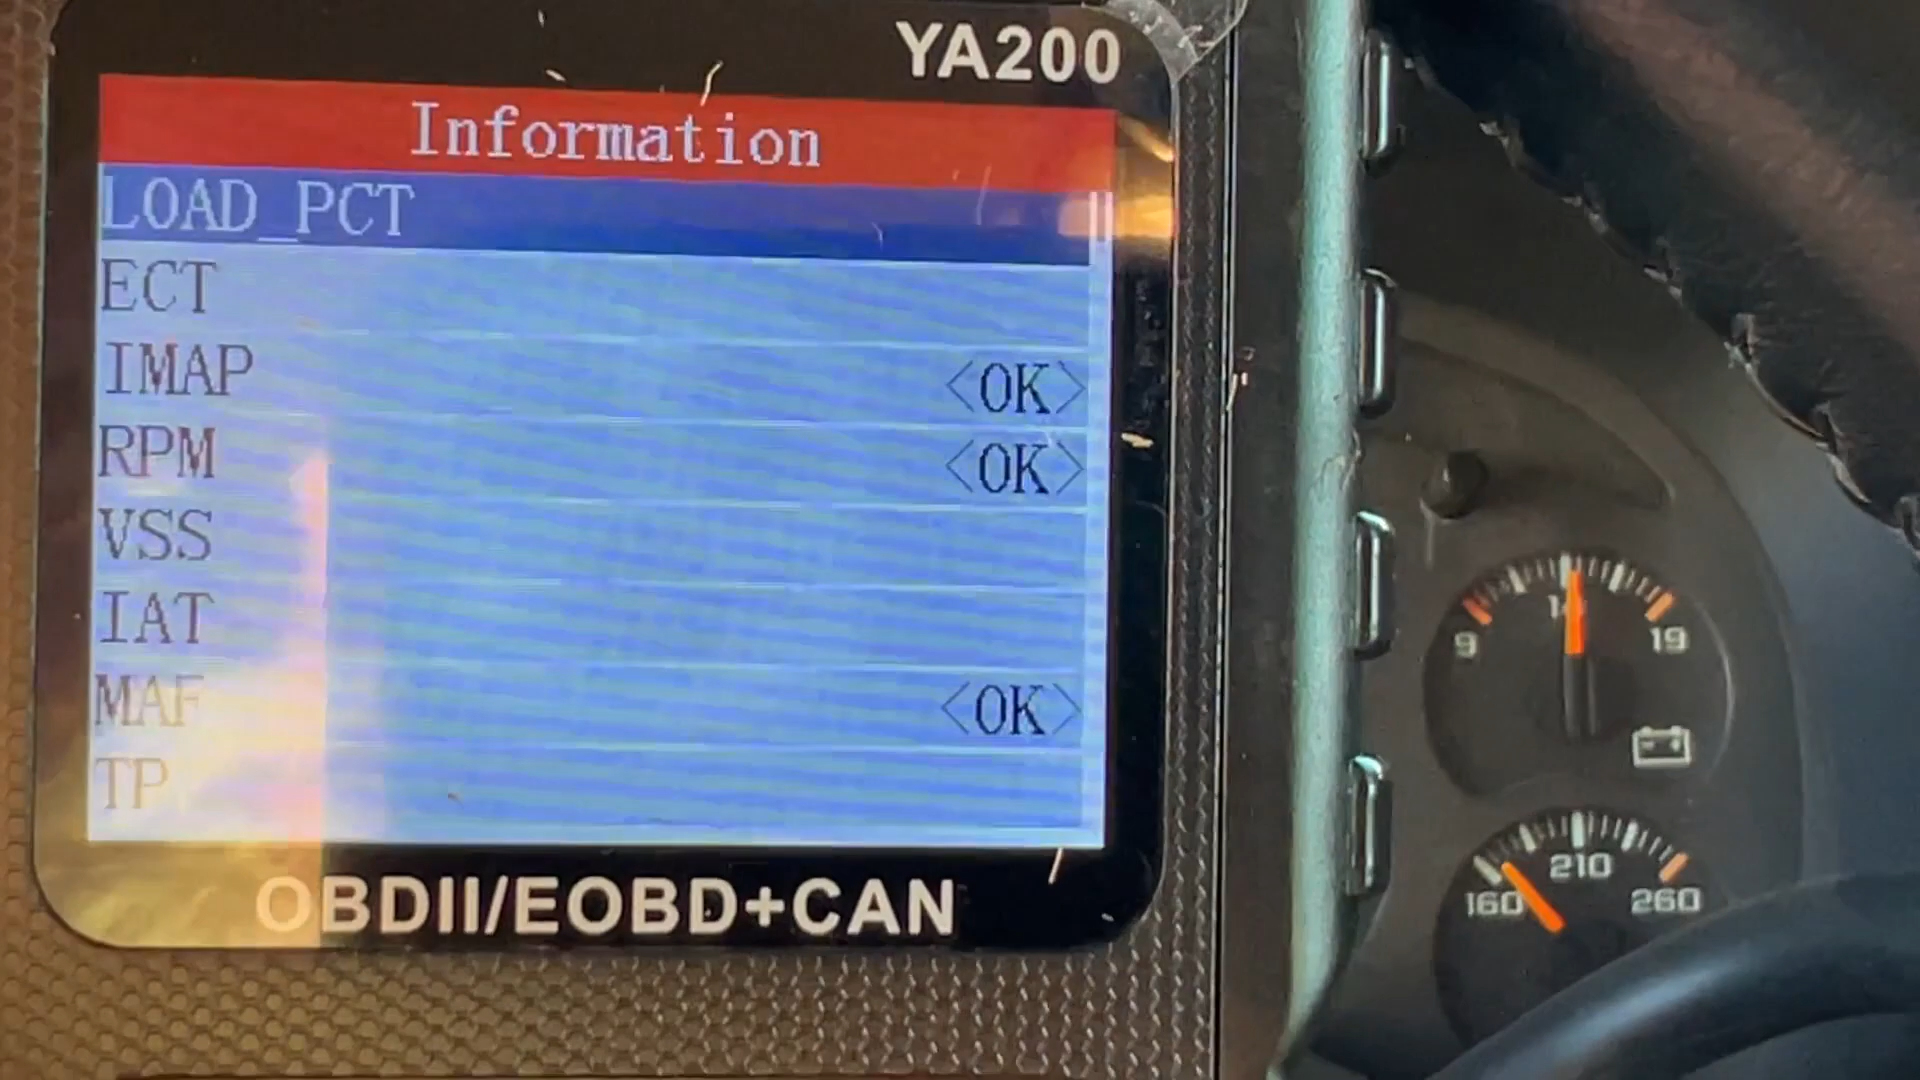 YA200
Information
LOAD_PCT
ECT
IMAP <OK>
RPM <OK>
VSS
IAT
MAF <OK>
TP
OBDII/EOBD+CAN
9 19
160 210 260